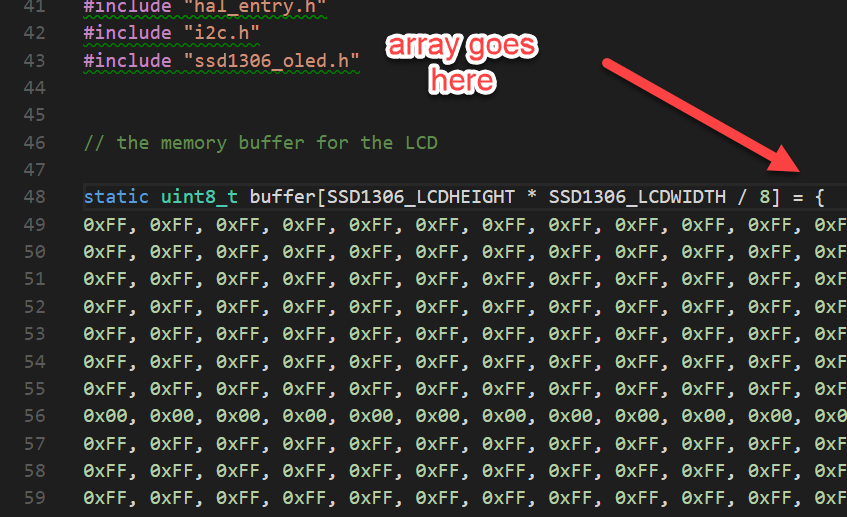 41 #include "hal_entry.h"
42 #include "i2c.h"
43 #include "ssd1306_oled.h"
array goes
here
44
45
46 // the memory buffer for the LCD
47
48 static uint8_t buffer[SSD1306_LCDHEIGHT * SSD1306_LCDWIDTH / 8] = {
49 0xFF, 0xFF, 0xFF, 0xFF, 0xFF, 0xFF, 0xFF, 0xFF, 0xFF, 0xFF, 0xFF, 0xF
50 0xFF, 0xFF, 0xFF, 0xFF, 0xFF, 0xFF, 0xFF, 0xFF, 0xFF, 0xFF, 0xFF, 0xF
51 0xFF, 0xFF, 0xFF, 0xFF, 0xFF, 0xFF, 0xFF, 0xFF, 0xFF, 0xFF, 0xFF, 0xF
52 0xFF, 0xFF, 0xFF, 0xFF, 0xFF, 0xFF, 0xFF, 0xFF, 0xFF, 0xFF, 0xFF, 0xF
53 0xFF, 0xFF, 0xFF, 0xFF, 0xFF, 0xFF, 0xFF, 0xFF, 0xFF, 0xFF, 0xFF, 0xF
54 0xFF, 0xFF, 0xFF, 0xFF, 0xFF, 0xFF, 0xFF, 0xFF, 0xFF, 0xFF, 0xFF, 0xF
55 0xFF, 0xFF, 0xFF, 0xFF, 0xFF, 0xFF, 0xFF, 0xFF, 0xFF, 0xFF, 0xFF, 0xF
56 0x00, 0x00, 0x00, 0x00, 0x00, 0x00, 0x00, 0x00, 0x00, 0x00, 0x00, 0x0
57 0xFF, 0xFF, 0xFF, 0xFF, 0xFF, 0xFF, 0xFF, 0xFF, 0xFF, 0xFF, 0xFF, 0xF
58 0xFF, 0xFF, 0xFF, 0xFF, 0xFF, 0xFF, 0xFF, 0xFF, 0xFF, 0xFF, 0xFF, 0xF
59 0xFF, 0xFF, 0xFF, 0xFF, 0xFF, 0xFF, 0xFF, 0xFF, 0xFF, 0xFF, 0xFF, 0xF